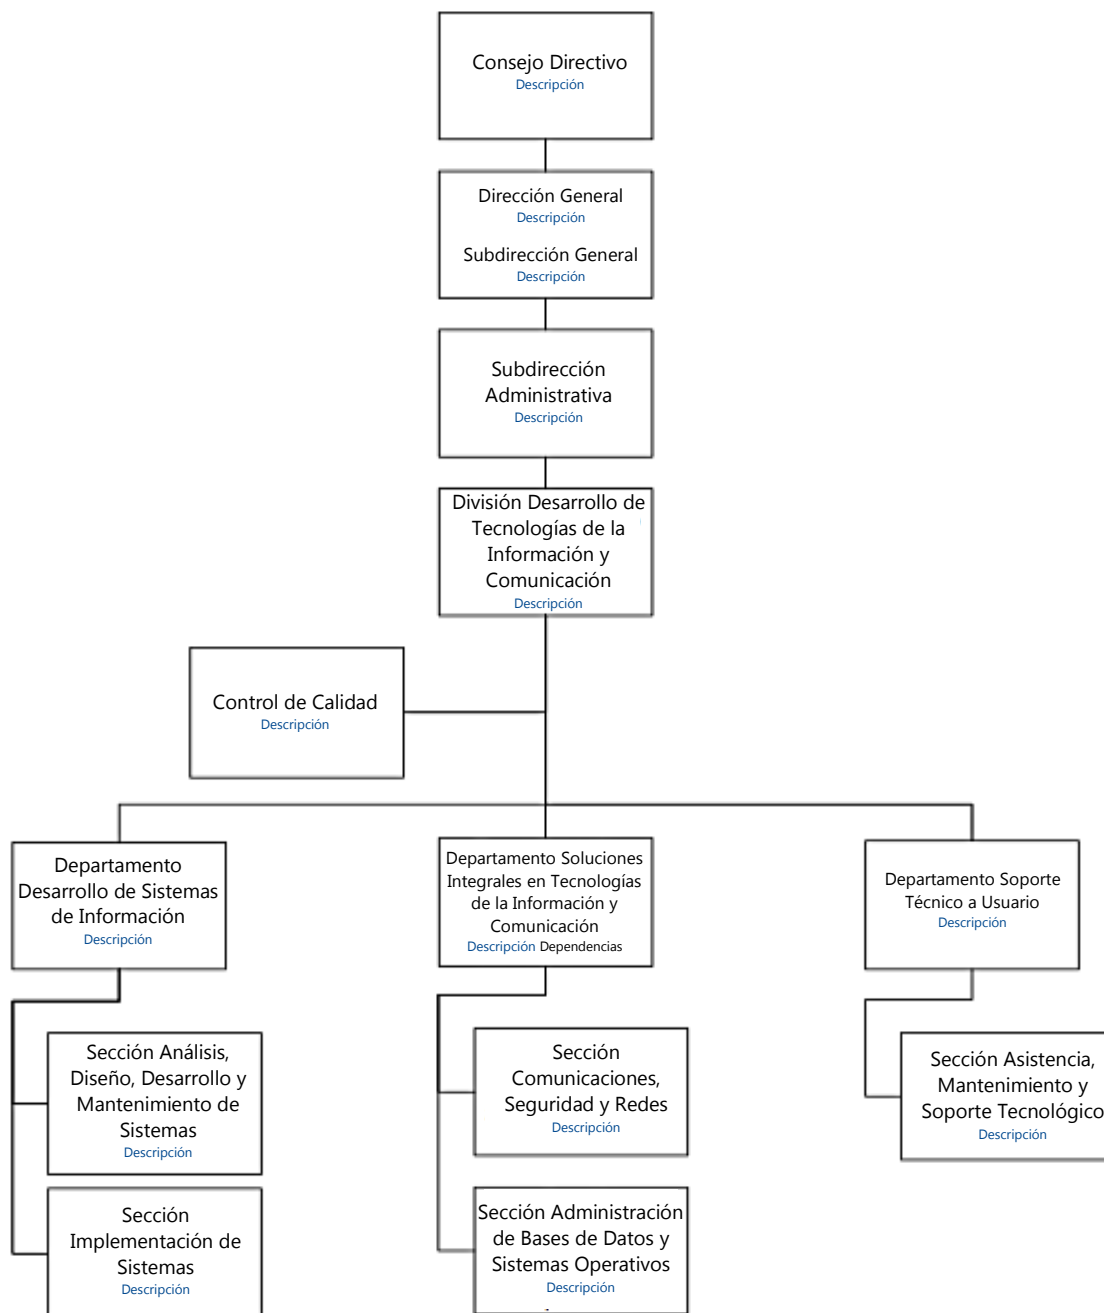 Consejo Directivo
Descripción
Dirección General
Descripción
Subdirección General
Descripción
Subdirección
Administrativa
Descripción
División Desarrollo de
Tecnologías de la
Información y
Comunicación
Descripción
Control de Calidad
Descripción
Departamento
Desarrollo de Sistemas
de Información
Descripción
Departamento Soluciones
Integrales en Tecnologías
de la Información y
Comunicación
Descripción Dependencias
Departamento Soporte
Técnico a Usuario
Descripción
Sección Análisis,
Diseño, Desarrollo y
Mantenimiento de
Sistemas
Descripción
Sección
Comunicaciones,
Seguridad y Redes
Descripción
Sección Asistencia,
Mantenimiento y
Soporte Tecnológico
Descripción
Sección
Implementación de
Sistemas
Descripción
Sección Administración
de Bases de Datos y
Sistemas Operativos
Descripción